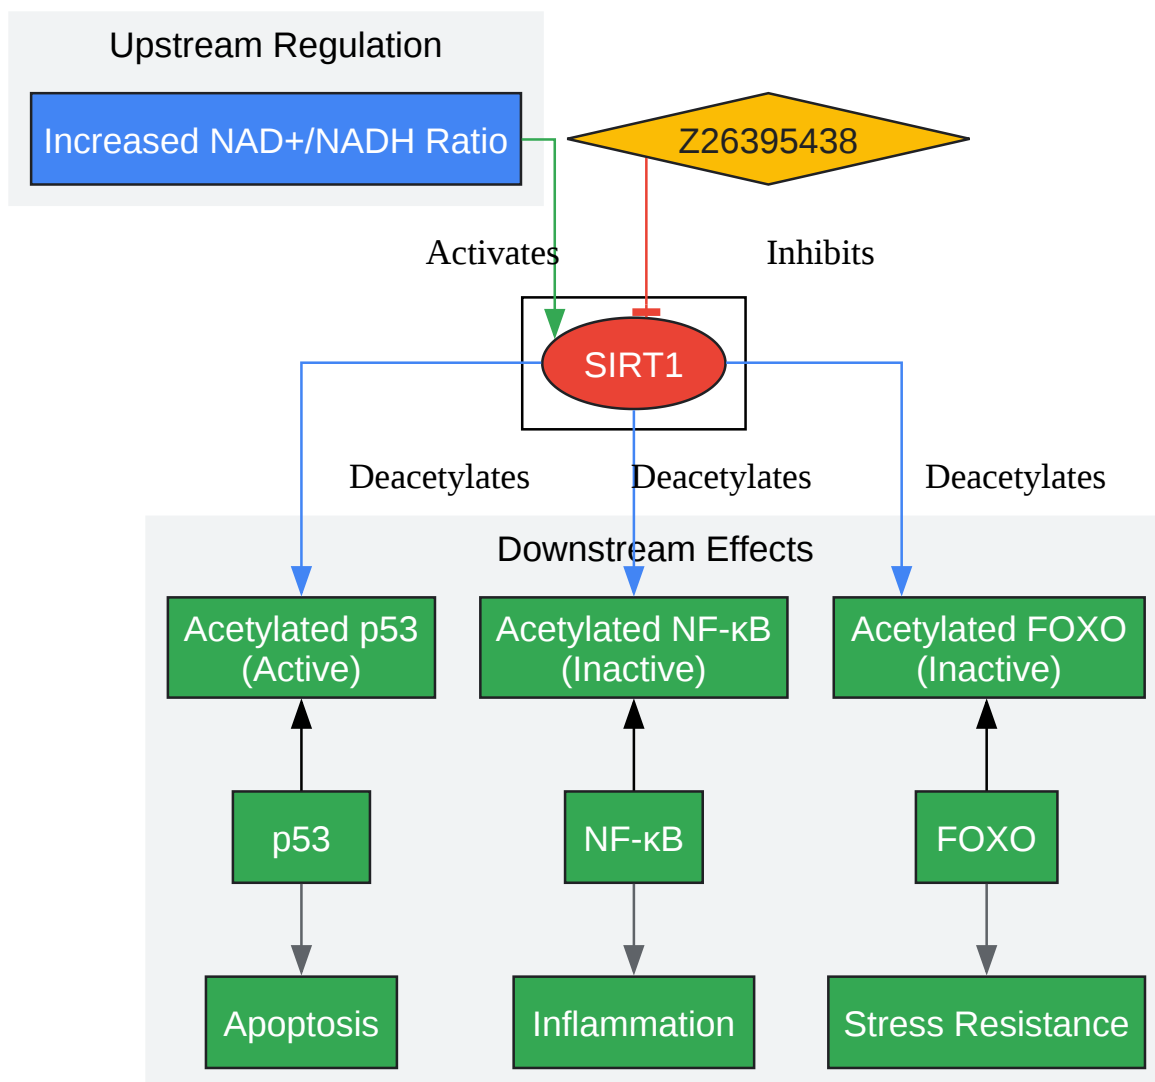 Upstream Regulation
Increased NAD+/NADH Ratio
Z26395438
Activates
Inhibits
SIRT1
Deacetylates
Deacetylates
Deacetylates
Downstream Effects
Acetylated p53
(Active)
Acetylated NF-κB
(Inactive)
Acetylated FOXO
(Inactive)
p53
NF-κB
FOXO
Apoptosis
Inflammation
Stress Resistance